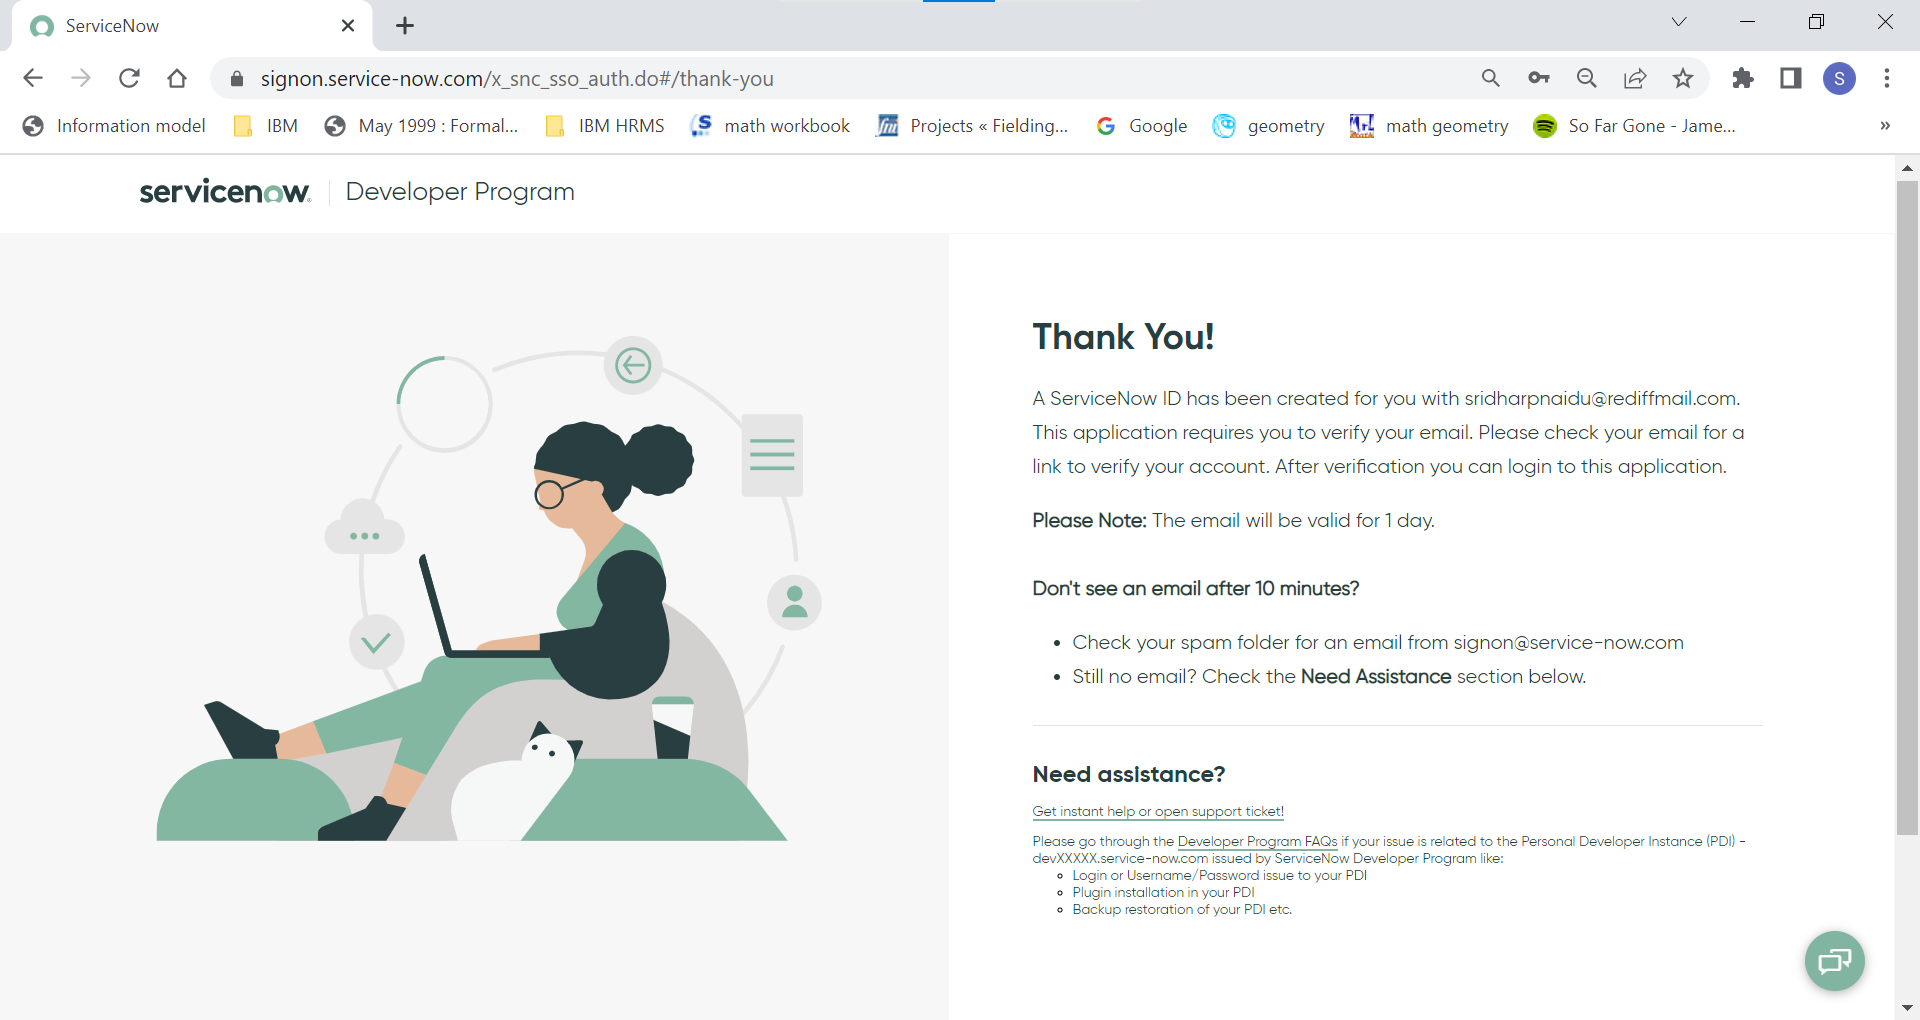 ServiceNow
signon.service-now.com/x_snc_sso_auth.do#/thank-you
S
Information model
IBM
May 1999 : Formal...
IBM HRMS
math workbook
Projects « Fielding...
Google
geometry
math geometry
So Far Gone - Jame...
»
servicenow
Developer Program
Thank You!
A ServiceNow ID has been created for you with sridharpnaidu@rediffmail.com.
This application requires you to verify your email. Please check your email for a
link to verify your account. After verification you can login to this application.
Please Note: The email will be valid for 1 day.
Don't see an email after 10 minutes?
• Check your spam folder for an email from signon@service-now.com
• Still no email? Check the Need Assistance section below.
Need assistance?
Get instant help or open support ticket!
Please go through the Developer Program FAQs if your issue is related to the Personal Developer Instance (PDI) -
devXXXXX.service-now.com issued by ServiceNow Developer Program like:
Login or Username/Password issue to your PDI
Plugin installation in your PDI
Backup restoration of your PDI etc.